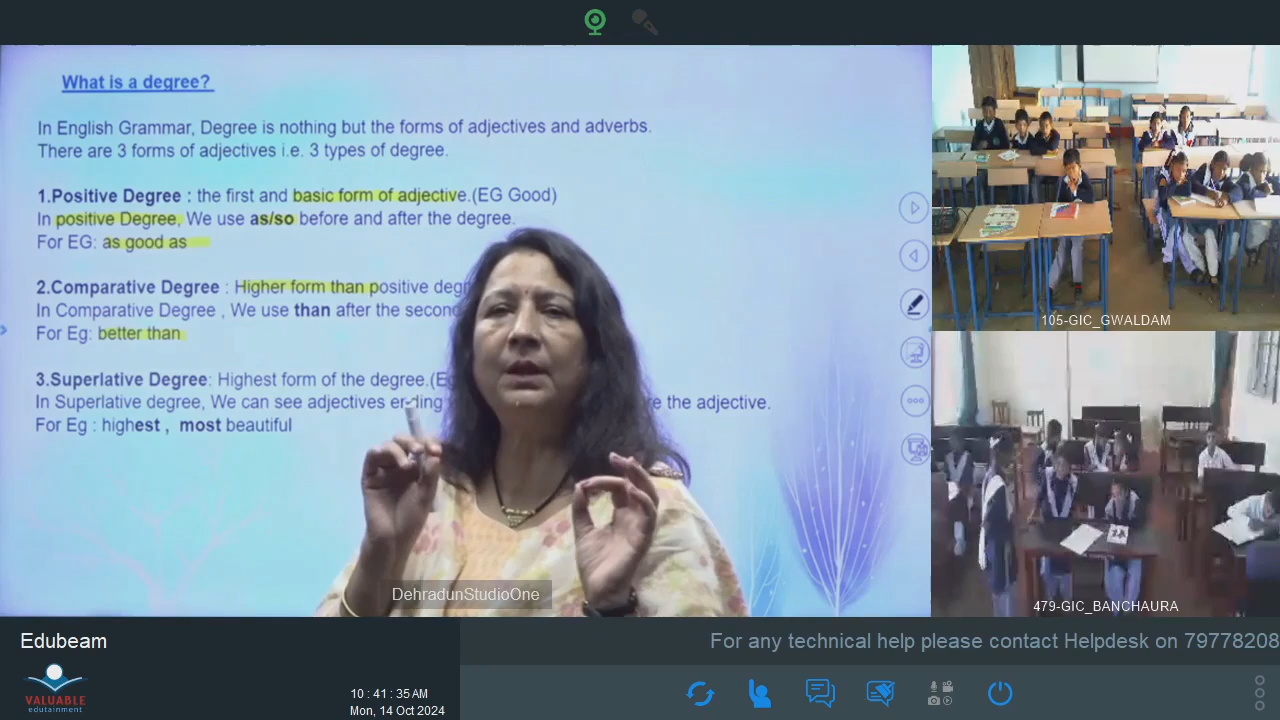 What is a degree?
In English Grammar, Degree is nothing but the forms of adjectives and adverbs.
There are 3 forms of adjectives i.e. 3 types of degree.
1.Positive Degree : the first and basic form of adjective.(EG Good)
In positive Degree, We use as/so before and after the degree.
For EG: as good as
2.Comparative Degree : Higher form than positive
In Comparative Degree , We use than after the second
For Eg: better than
3.Superlative Degree: Highest form of the degree.
In Superlative degree, We can see adjectives the adjective.
For Eg : highest , most beautiful
DehradunStudioOne
105-GIC_GWALDAM
479-GIC_BANCHAURA
Edubeam
VALUABLE
edutainment
10 : 41 : 35 AM
Mon, 14 Oct 2024
For any technical help please contact Helpdesk on 79778208